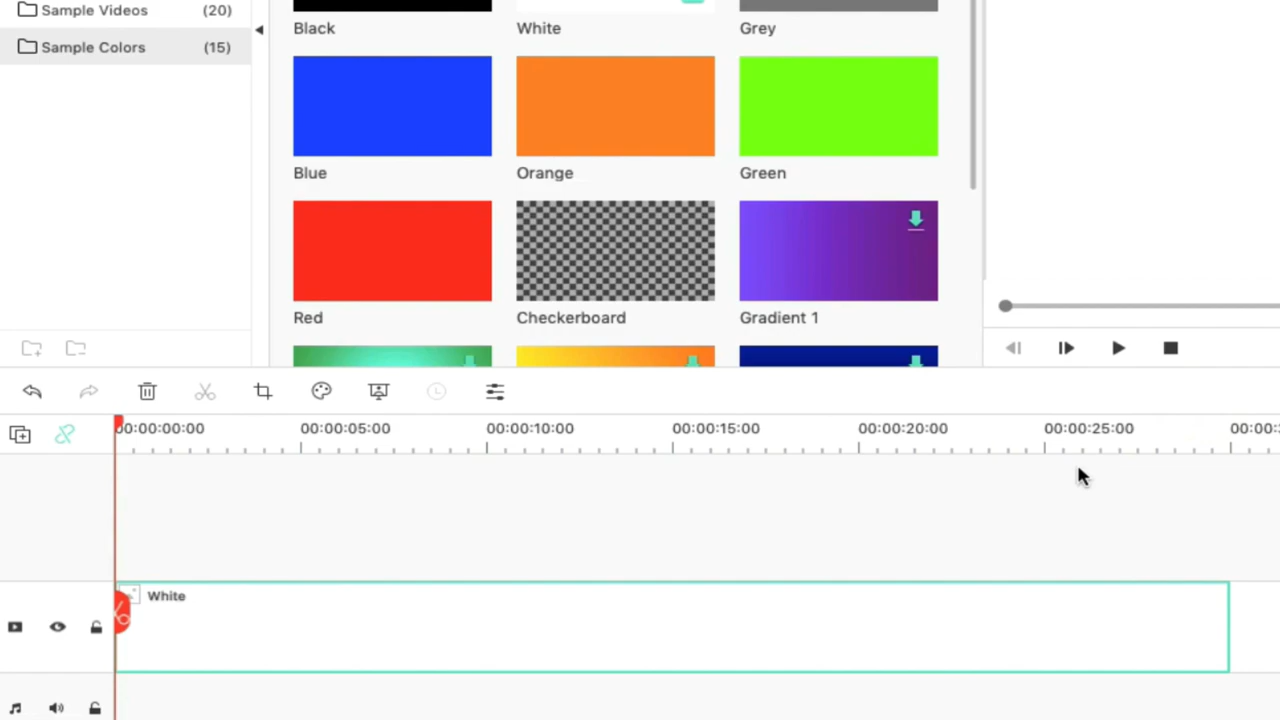 Sample Videos (20)
Sample Colors (15)
Black White Grey
Blue Orange Green
Red Checkerboard Gradient 1
00:00:00:00 00:00:05:00 00:00:10:00 00:00:15:00 00:00:20:00 00:00:25:00 00:00:
White